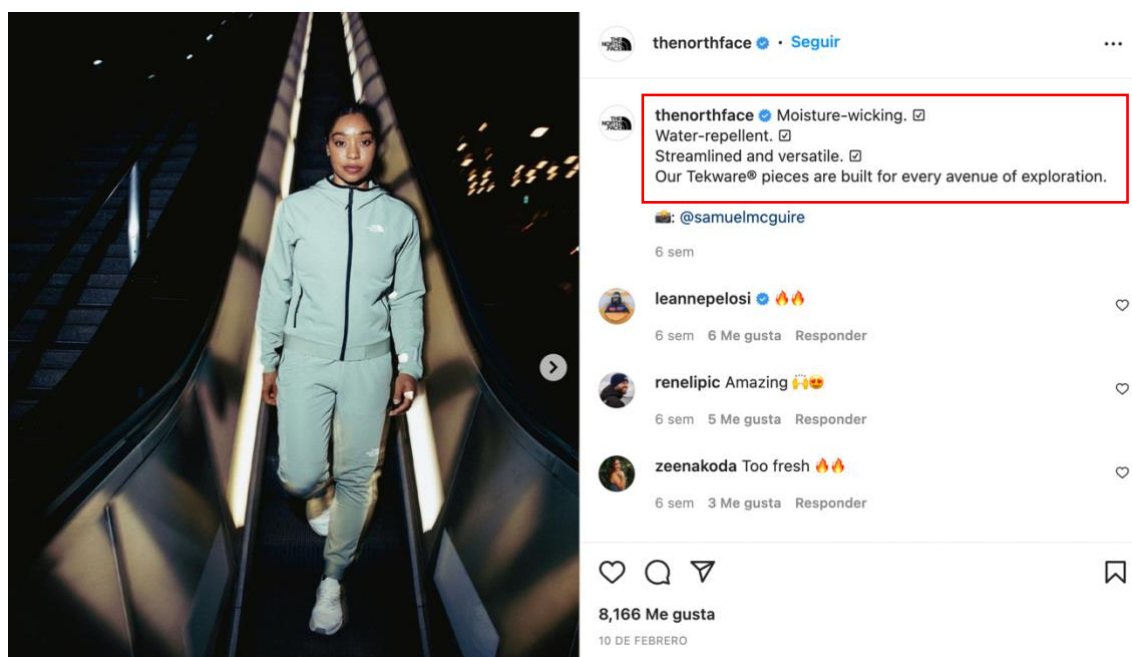 thenorthface • Seguir
thenorthface Moisture-wicking. ☑
Water-repellent. ☑
Streamlined and versatile. ☑
Our Tekware® pieces are built for every avenue of exploration.
📸: @samuelmcguire
6 sem
leannepelosi 🔥🔥
6 sem 6 Me gusta Responder
renelipic Amazing 🙌😍
6 sem 5 Me gusta Responder
zeenakoda Too fresh 🔥🔥
6 sem 3 Me gusta Responder
8,166 Me gusta
10 DE FEBRERO